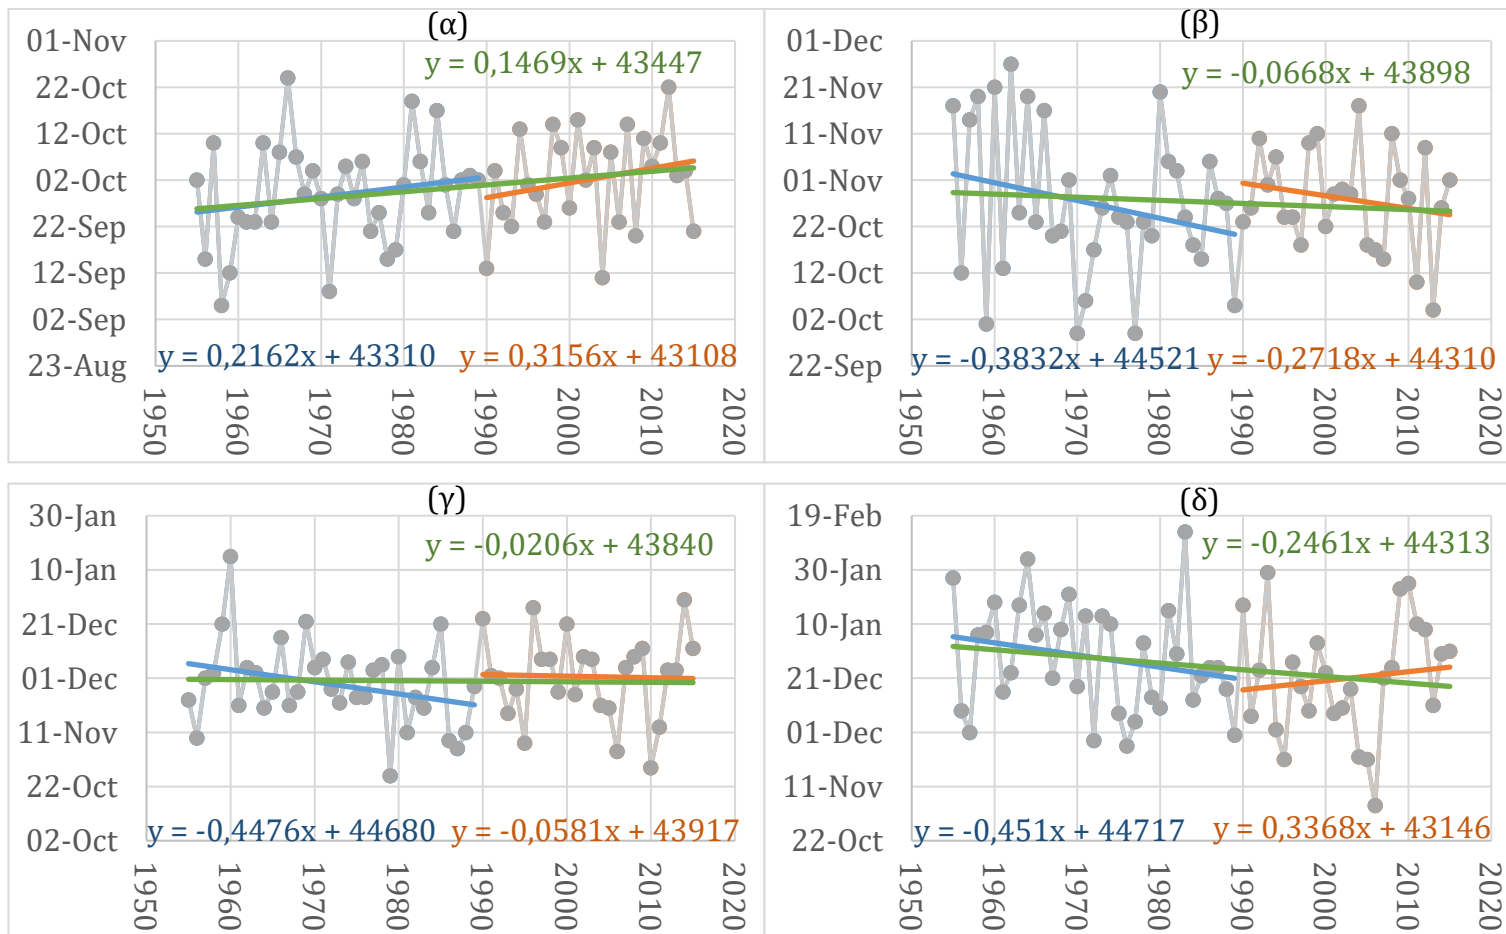 (α)
01-Nov
22-Oct
12-Oct
02-Oct
22-Sep
12-Sep
02-Sep
23-Aug
y = 0,1469x + 43447
y = 0,2162x + 43310
y = 0,3156x + 43108
1950
1960
1970
1980
1990
2000
2010
2020
(β)
01-Dec
21-Nov
11-Nov
01-Nov
22-Oct
12-Oct
02-Oct
22-Sep
y = -0,0668x + 43898
y = -0,3832x + 44521
y = -0,2718x + 44310
1950
1960
1970
1980
1990
2000
2010
2020
(γ)
30-Jan
10-Jan
21-Dec
01-Dec
11-Nov
22-Oct
02-Oct
y = -0,0206x + 43840
y = -0,4476x + 44680
y = -0,0581x + 43917
1950
1960
1970
1980
1990
2000
2010
2020
(δ)
19-Feb
30-Jan
10-Jan
21-Dec
01-Dec
11-Nov
22-Oct
y = -0,2461x + 44313
y = -0,451x + 44717
y = 0,3368x + 43146
1950
1960
1970
1980
1990
2000
2010
2020